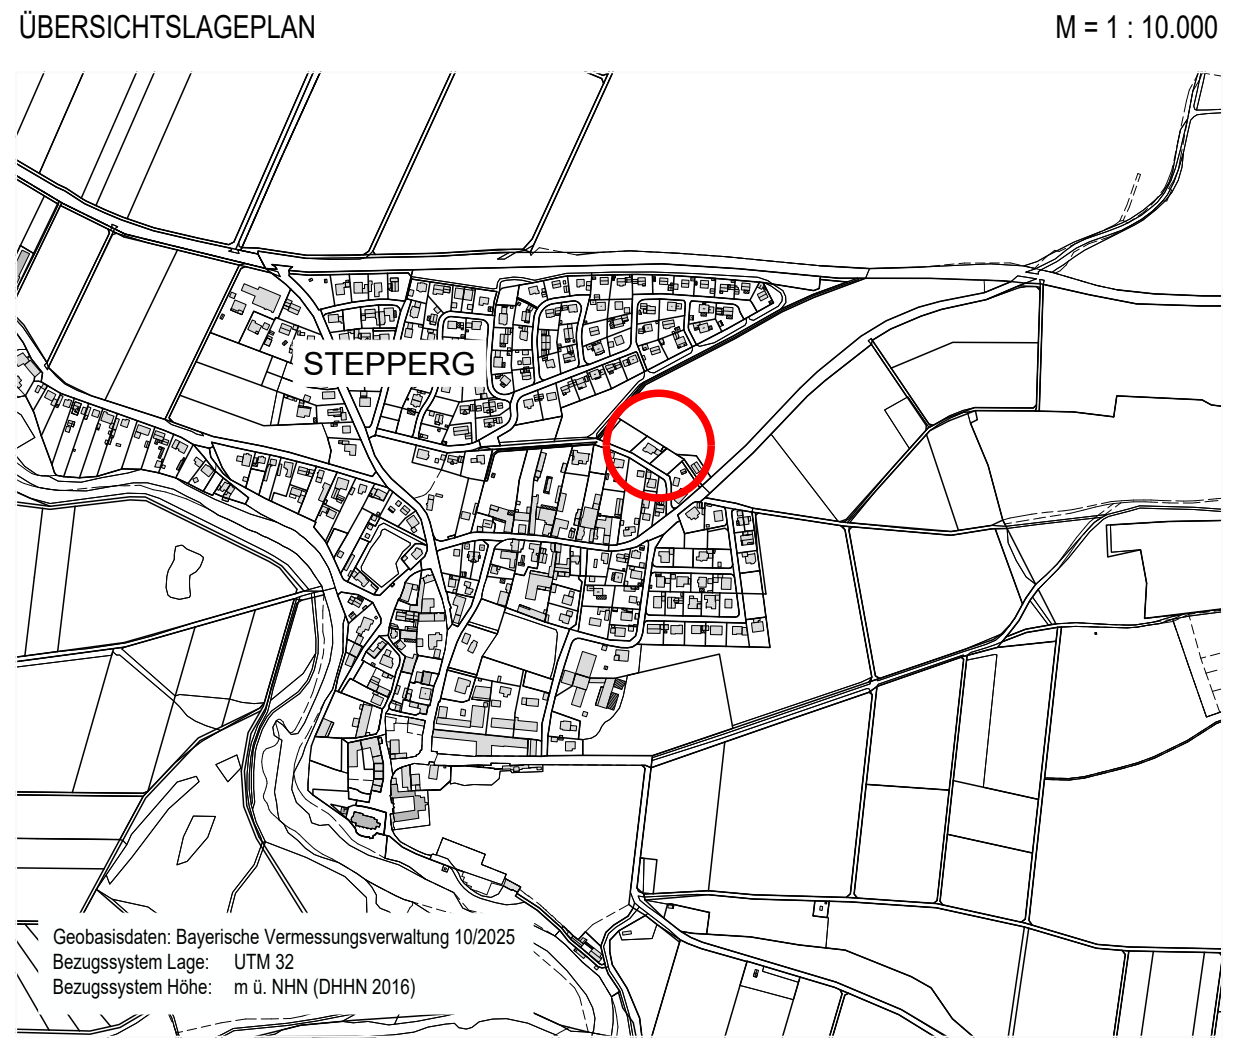 ÜBERSICHTSLAGEPLAN
M = 1 : 10.000
STEPPERG
Geobasisdaten: Bayerische Vermessungsverwaltung 10/2025
Bezugssystem Lage: UTM 32
Bezugssystem Höhe: m ü. NHN (DHHN 2016)